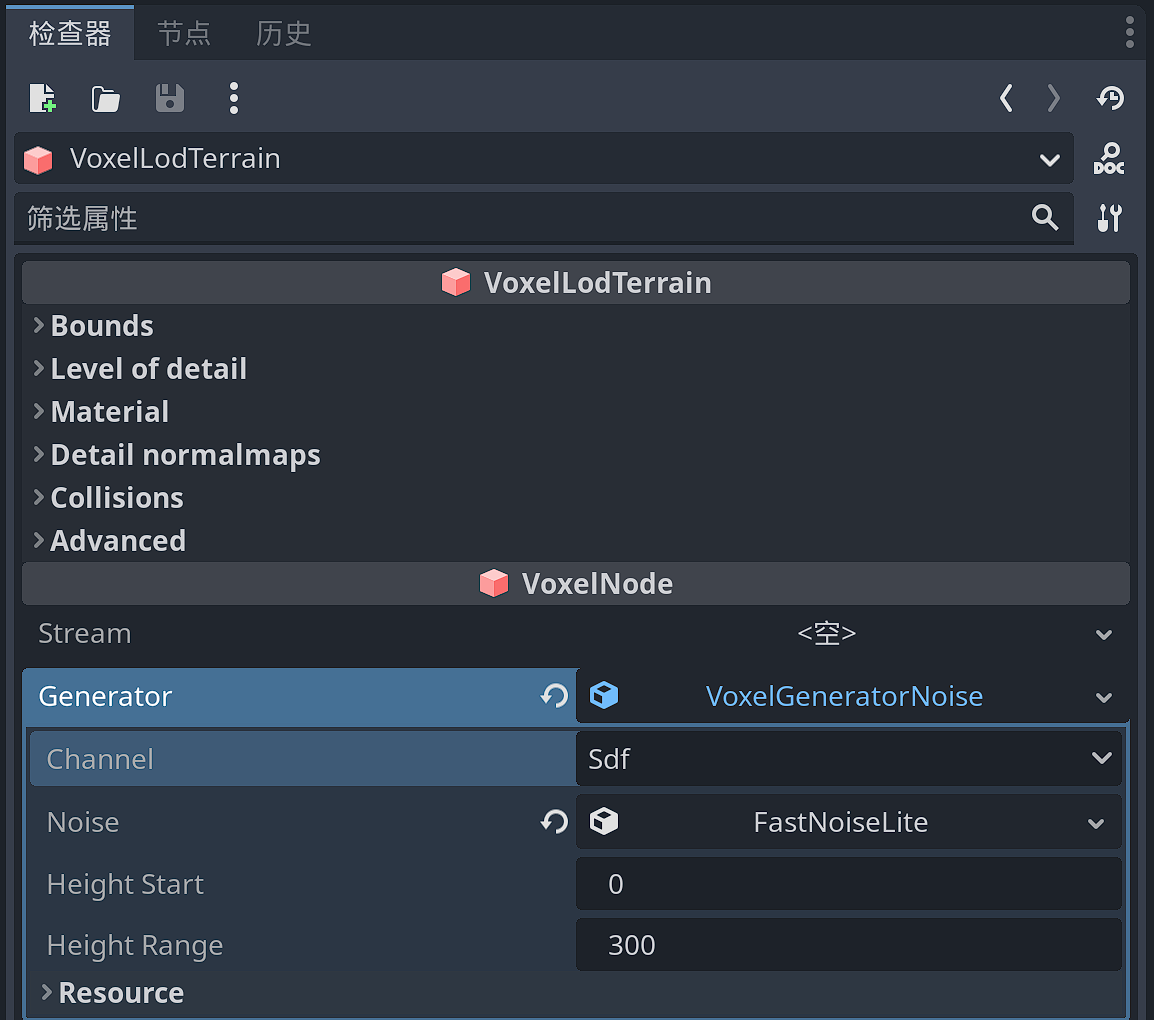 检查器 节点 历史
VoxelLodTerrain
DOC
筛选属性
VoxelLodTerrain
Bounds
Level of detail
Material
Detail normalmaps
Collisions
Advanced
VoxelNode
Stream <空>
Generator VoxelGeneratorNoise
Channel Sdf
Noise FastNoiseLite
Height Start 0
Height Range 300
Resource